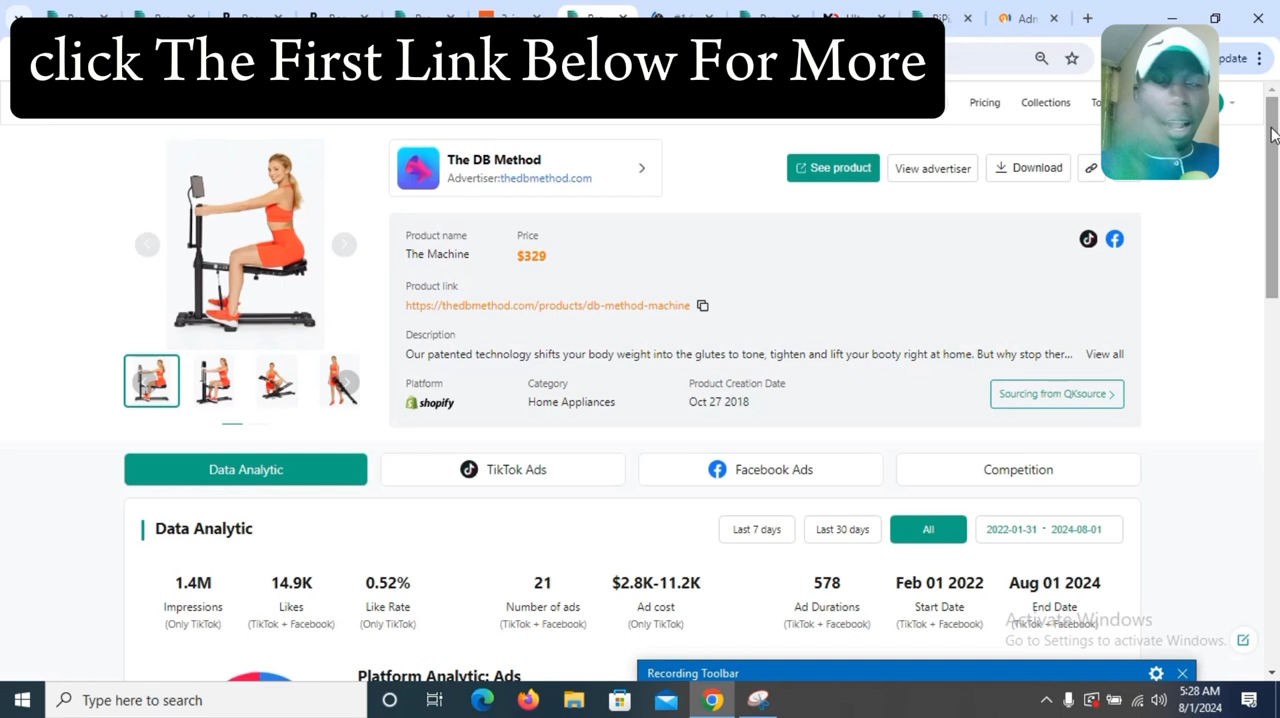 Adn
click The First Link Below For More
pdate
Pricing
Collections
To
The DB Method
Advertiser:thedbmethod.com
See product
View advertiser
Download
Product name
Price
The Machine
$329
Product link
https://thedbmethod.com/products/db-method-machine
Description
Our patented technology shifts your body weight into the glutes to tone, tighten and lift your booty right at home. But why stop ther...
View all
Platform
Category
Product Creation Date
shopify
Home Appliances
Oct 27 2018
Sourcing from QKsource >
Data Analytic
TikTok Ads
Facebook Ads
Competition
Data Analytic
Last 7 days
Last 30 days
All
2022-01-31 - 2024-08-01
1.4M
14.9K
0.52%
21
$2.8K-11.2K
578
Feb 01 2022
Aug 01 2024
Impressions
Likes
Like Rate
Number of ads
Ad cost
Ad Durations
Start Date
End Date
(Only TikTok)
(TikTok + Facebook)
(Only TikTok)
(TikTok + Facebook)
(Only TikTok)
(TikTok + Facebook)
(TikTok + Facebook)
(TikTok + Facebook)
Activate Windows
Go to Settings to activate Windows.
Platform Analytic: Ads
Recording Toolbar
Type here to search
5:28 AM
8/1/2024